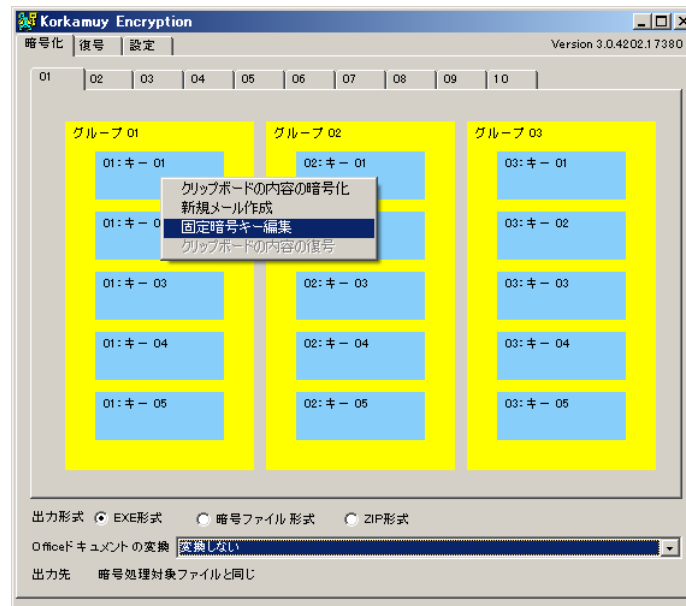 Korkamuy Encryption
暗号化 復号 設定 Version 3.0.4202.17380
01 02 03 04 05 06 07 08 09 10
グループ 01 グループ 02 グループ 03
01:キー 01 02:キー 01 03:キー 01
クリップボードの内容の暗号化
新規メール作成
01:キー 0 固定暗号キー編集 03:キー 02
クリップボードの内容の復号
01:キー 03 02:キー 03 03:キー 03
01:キー 04 02:キー 04 03:キー 04
01:キー 05 02:キー 05 03:キー 05
出力形式 EXE形式 暗号ファイル形式 ZIP形式
Officeドキュメントの変換 変換しない
出力先 暗号処理対象ファイルと同じ